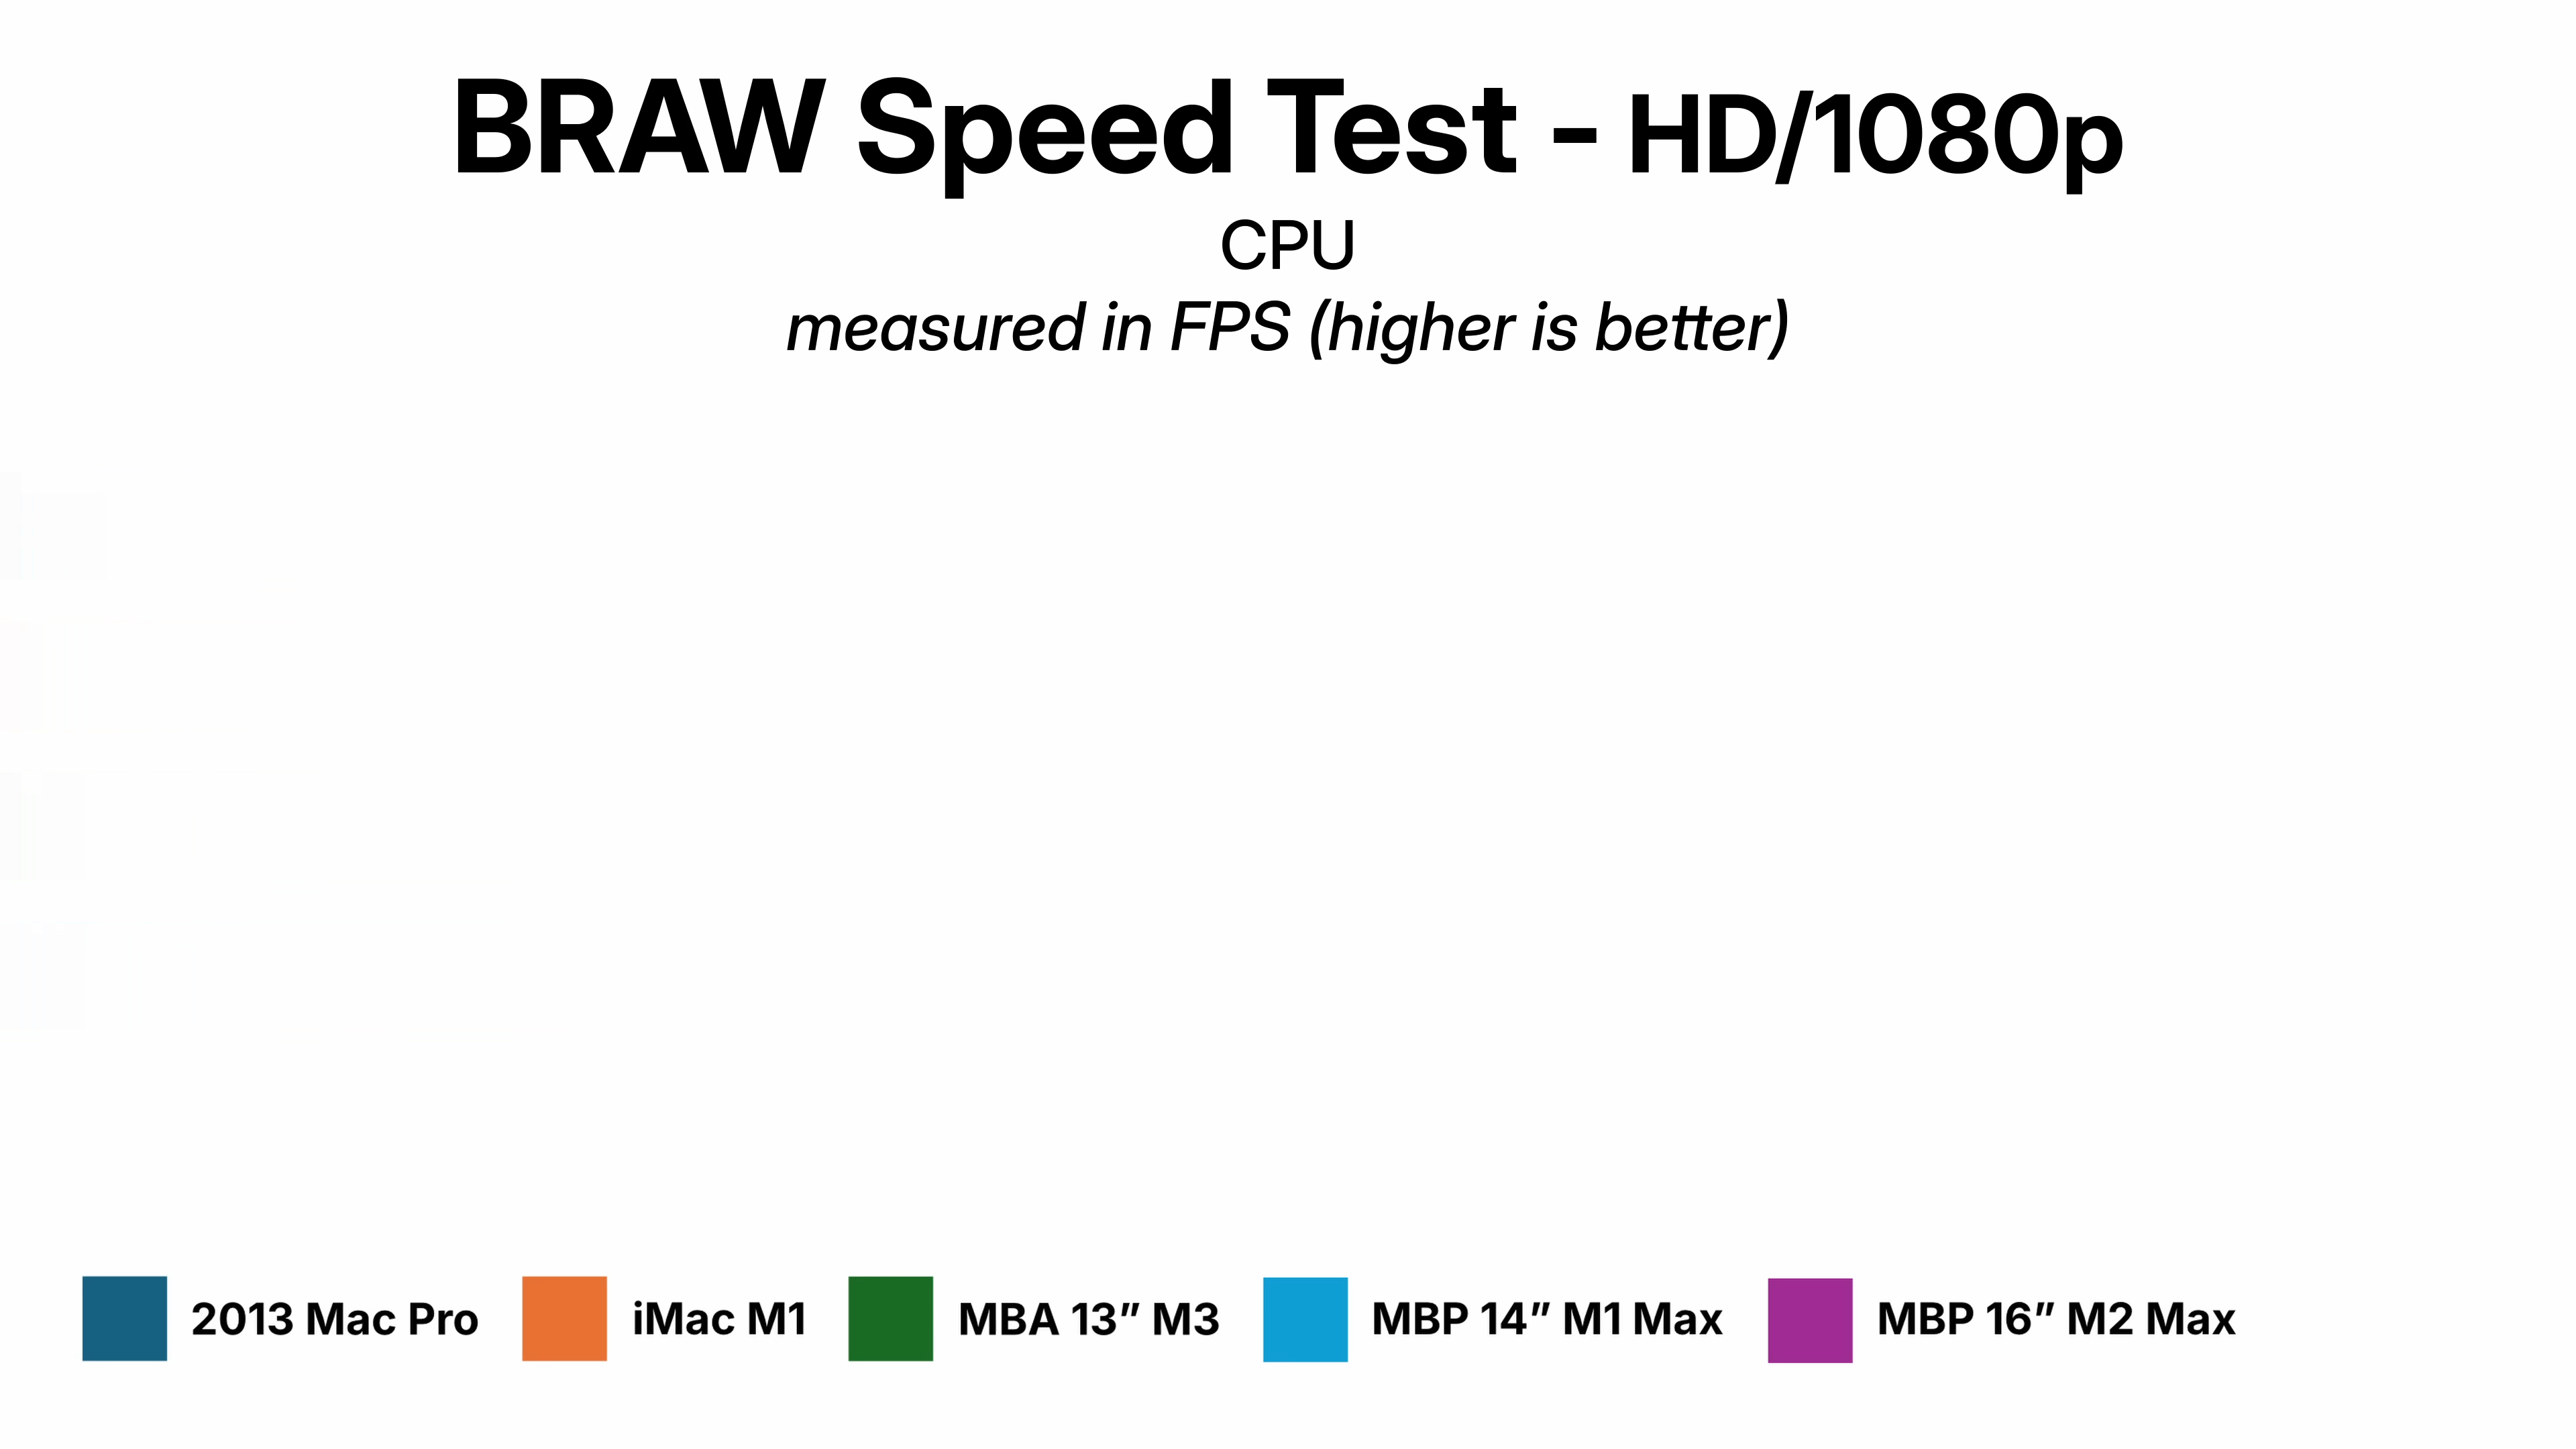 BRAW Speed Test - HD/1080p
CPU
measured in FPS (higher is better)
2013 Mac Pro
iMac M1
MBA 13” M3
MBP 14” M1 Max
MBP 16” M2 Max